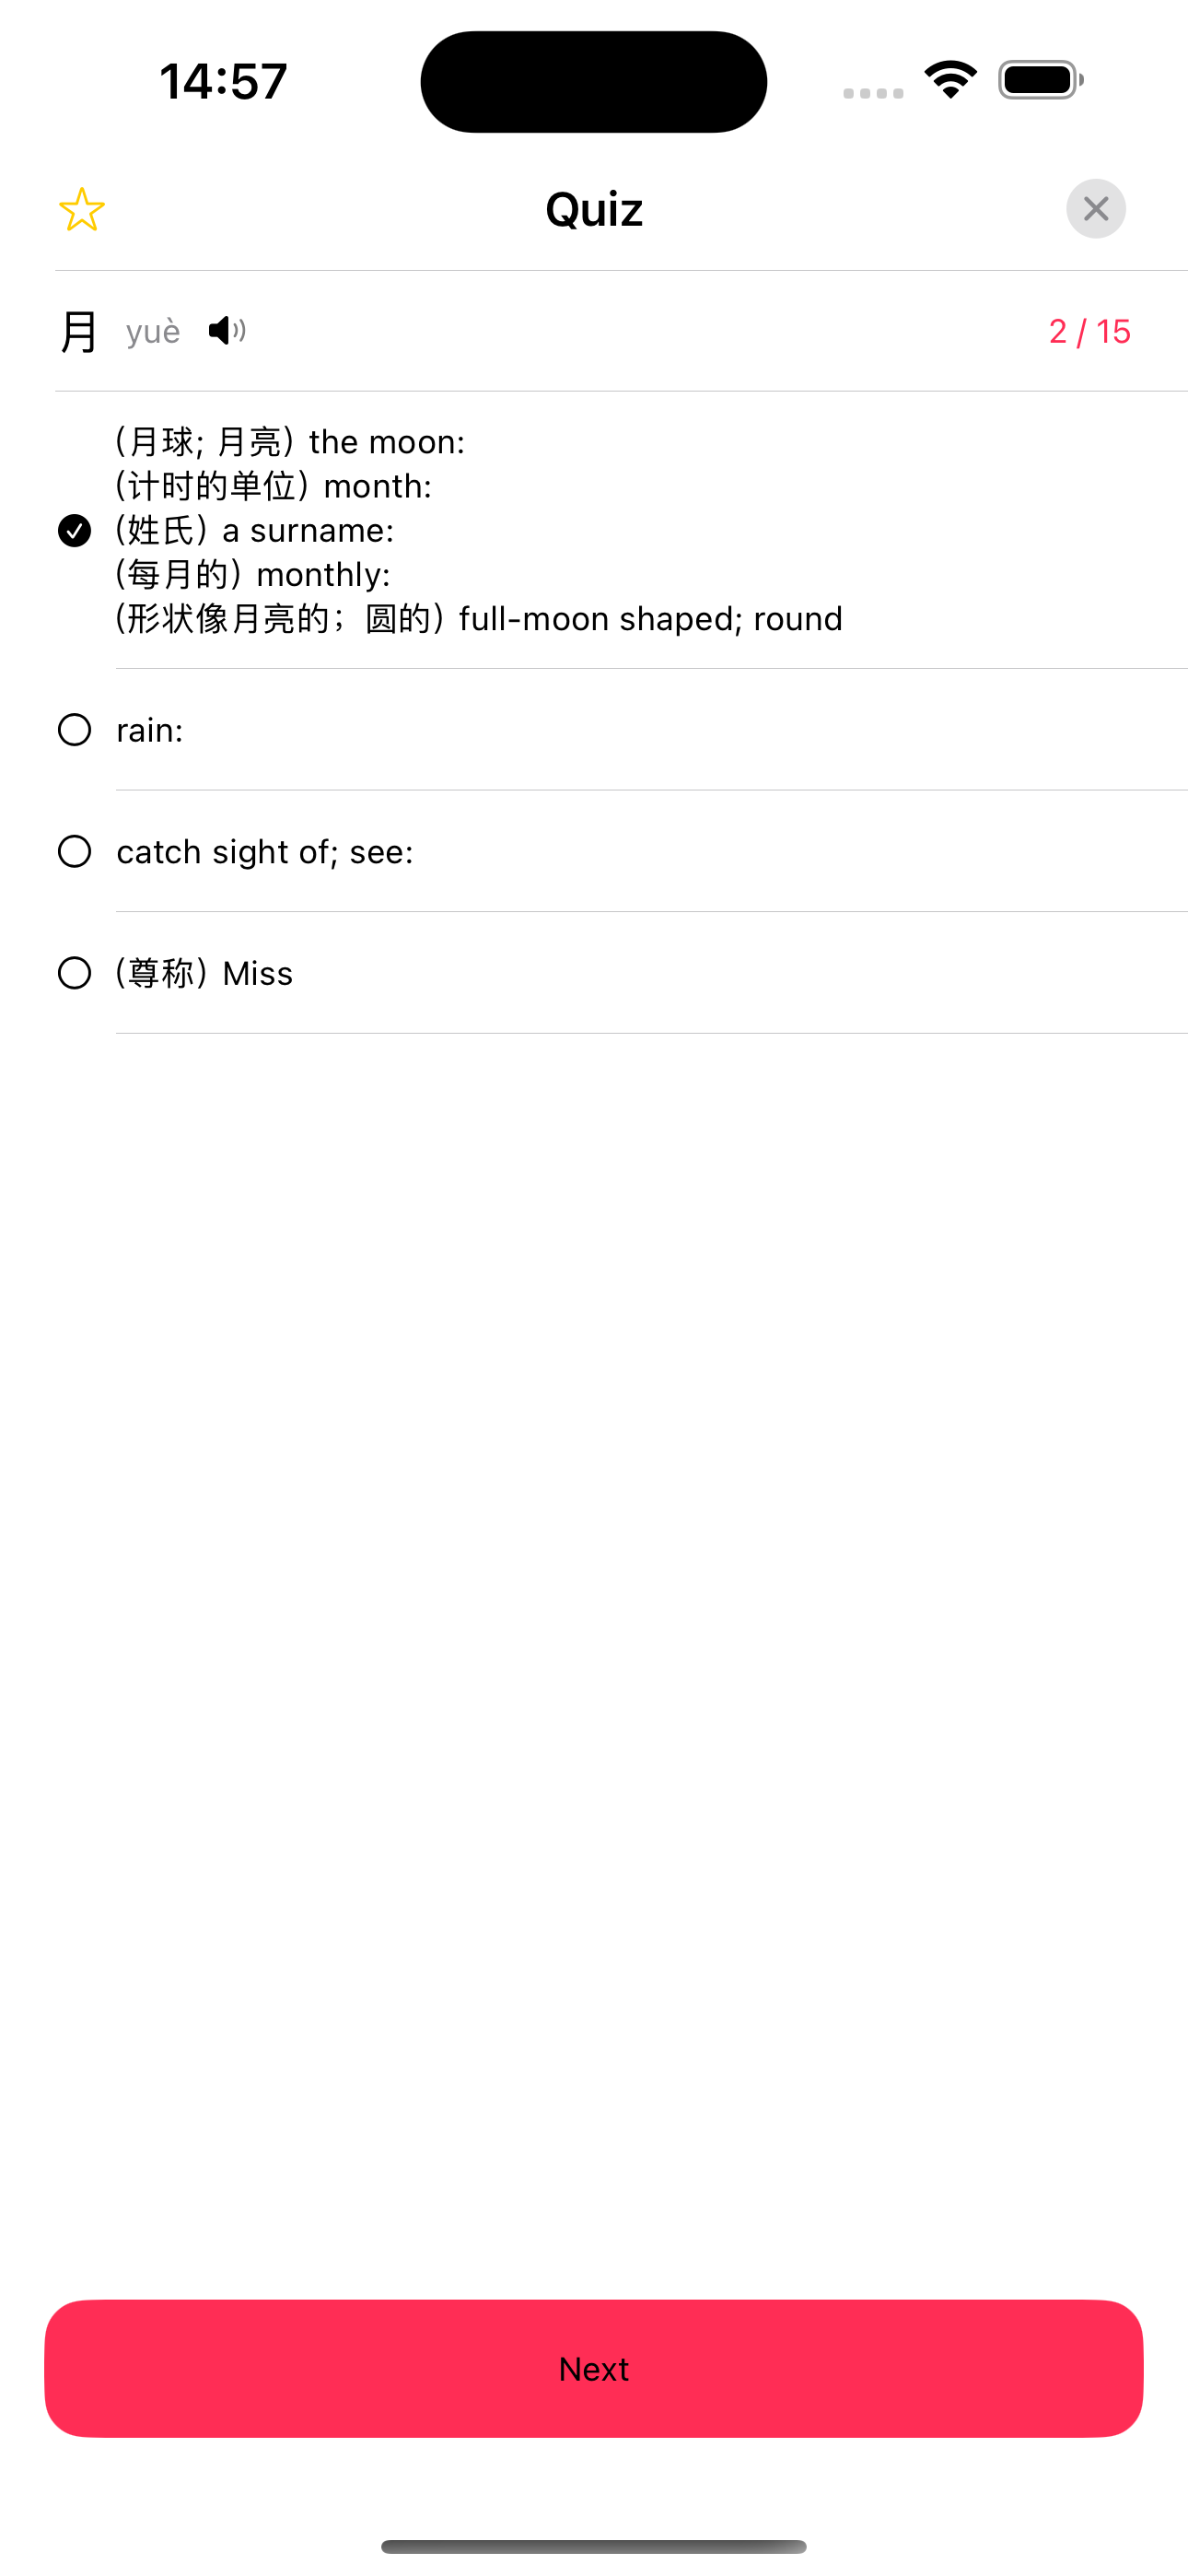 14:57
Quiz
月 yuè 2 / 15
(月球; 月亮) the moon:
(计时的单位) month:
(姓氏) a surname:
(每月的) monthly:
(形状像月亮的；圆的) full-moon shaped; round
rain:
catch sight of; see:
(尊称) Miss
Next